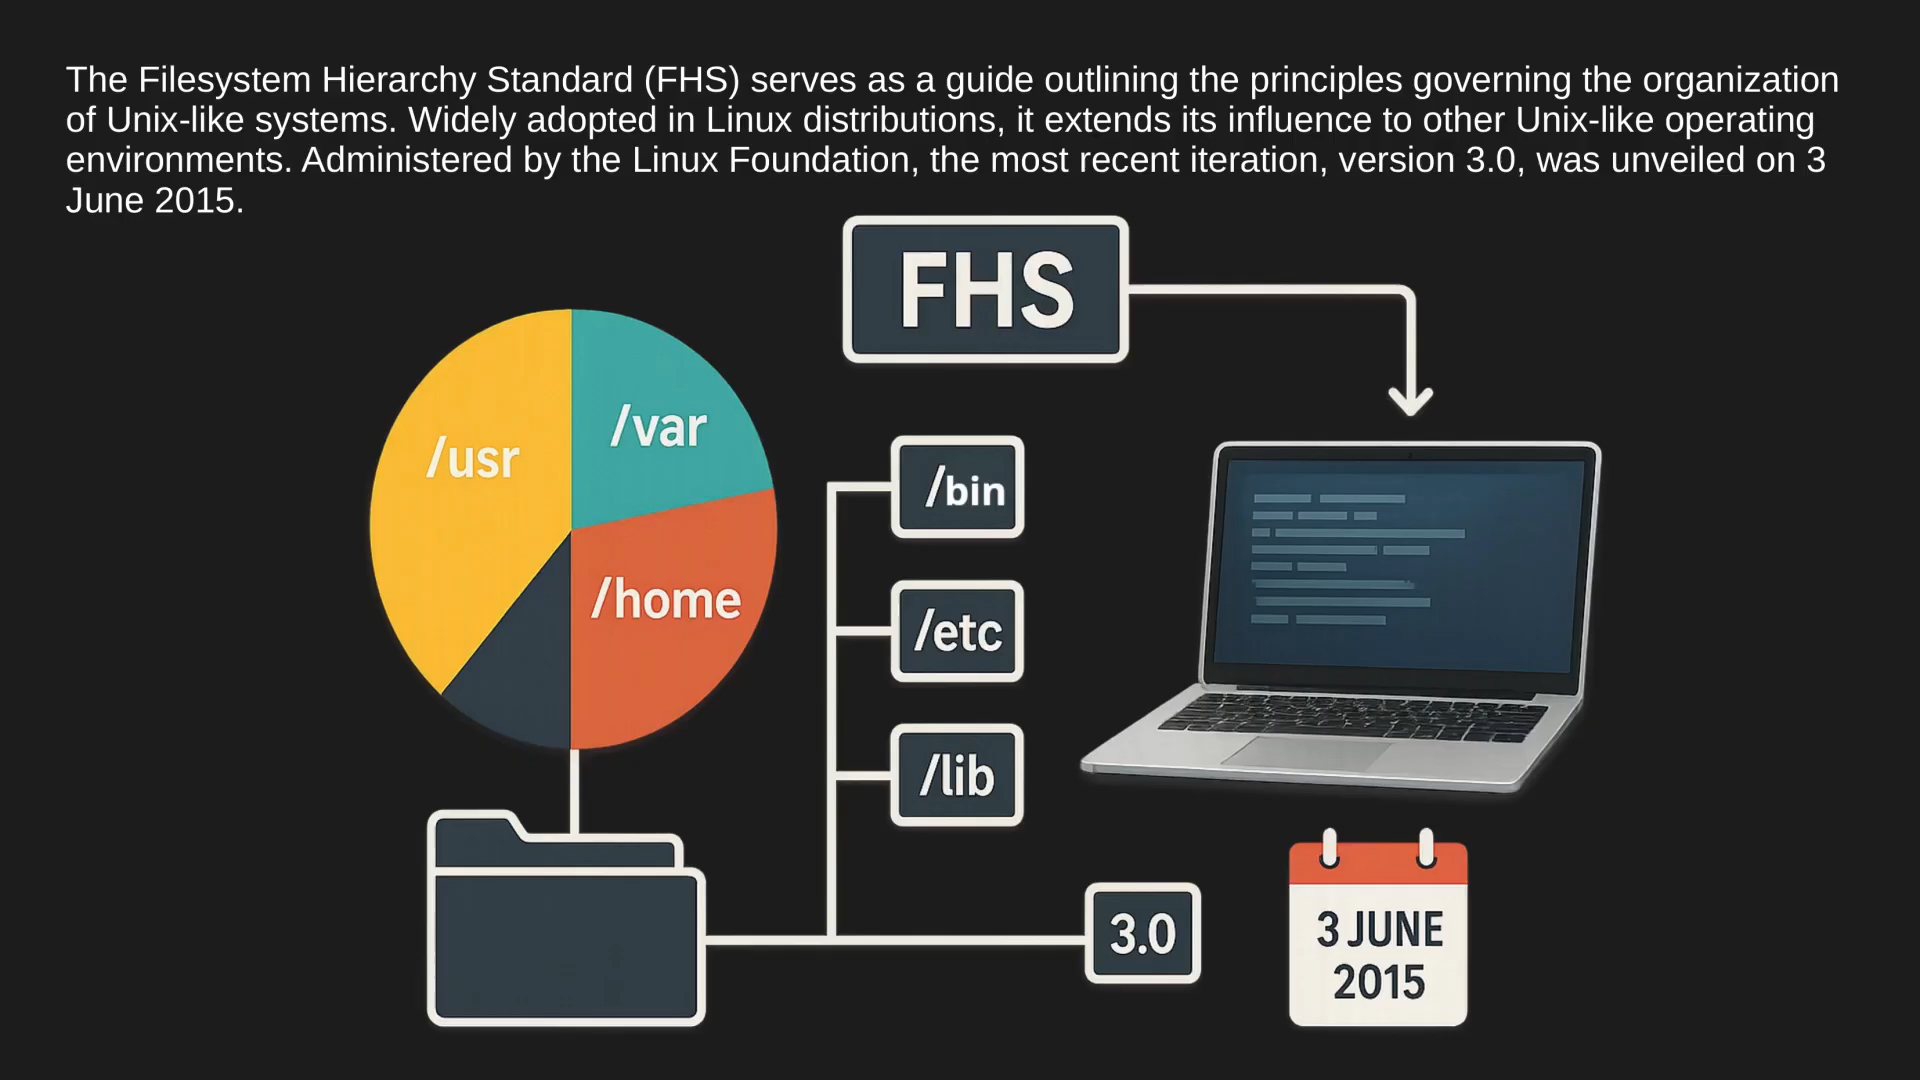 The Filesystem Hierarchy Standard (FHS) serves as a guide outlining the principles governing the organization
of Unix-like systems. Widely adopted in Linux distributions, it extends its influence to other Unix-like operating
environments. Administered by the Linux Foundation, the most recent iteration, version 3.0, was unveiled on 3
June 2015.
FHS
/usr
/var
/home
/bin
/etc
/lib
3.0
3 JUNE
2015